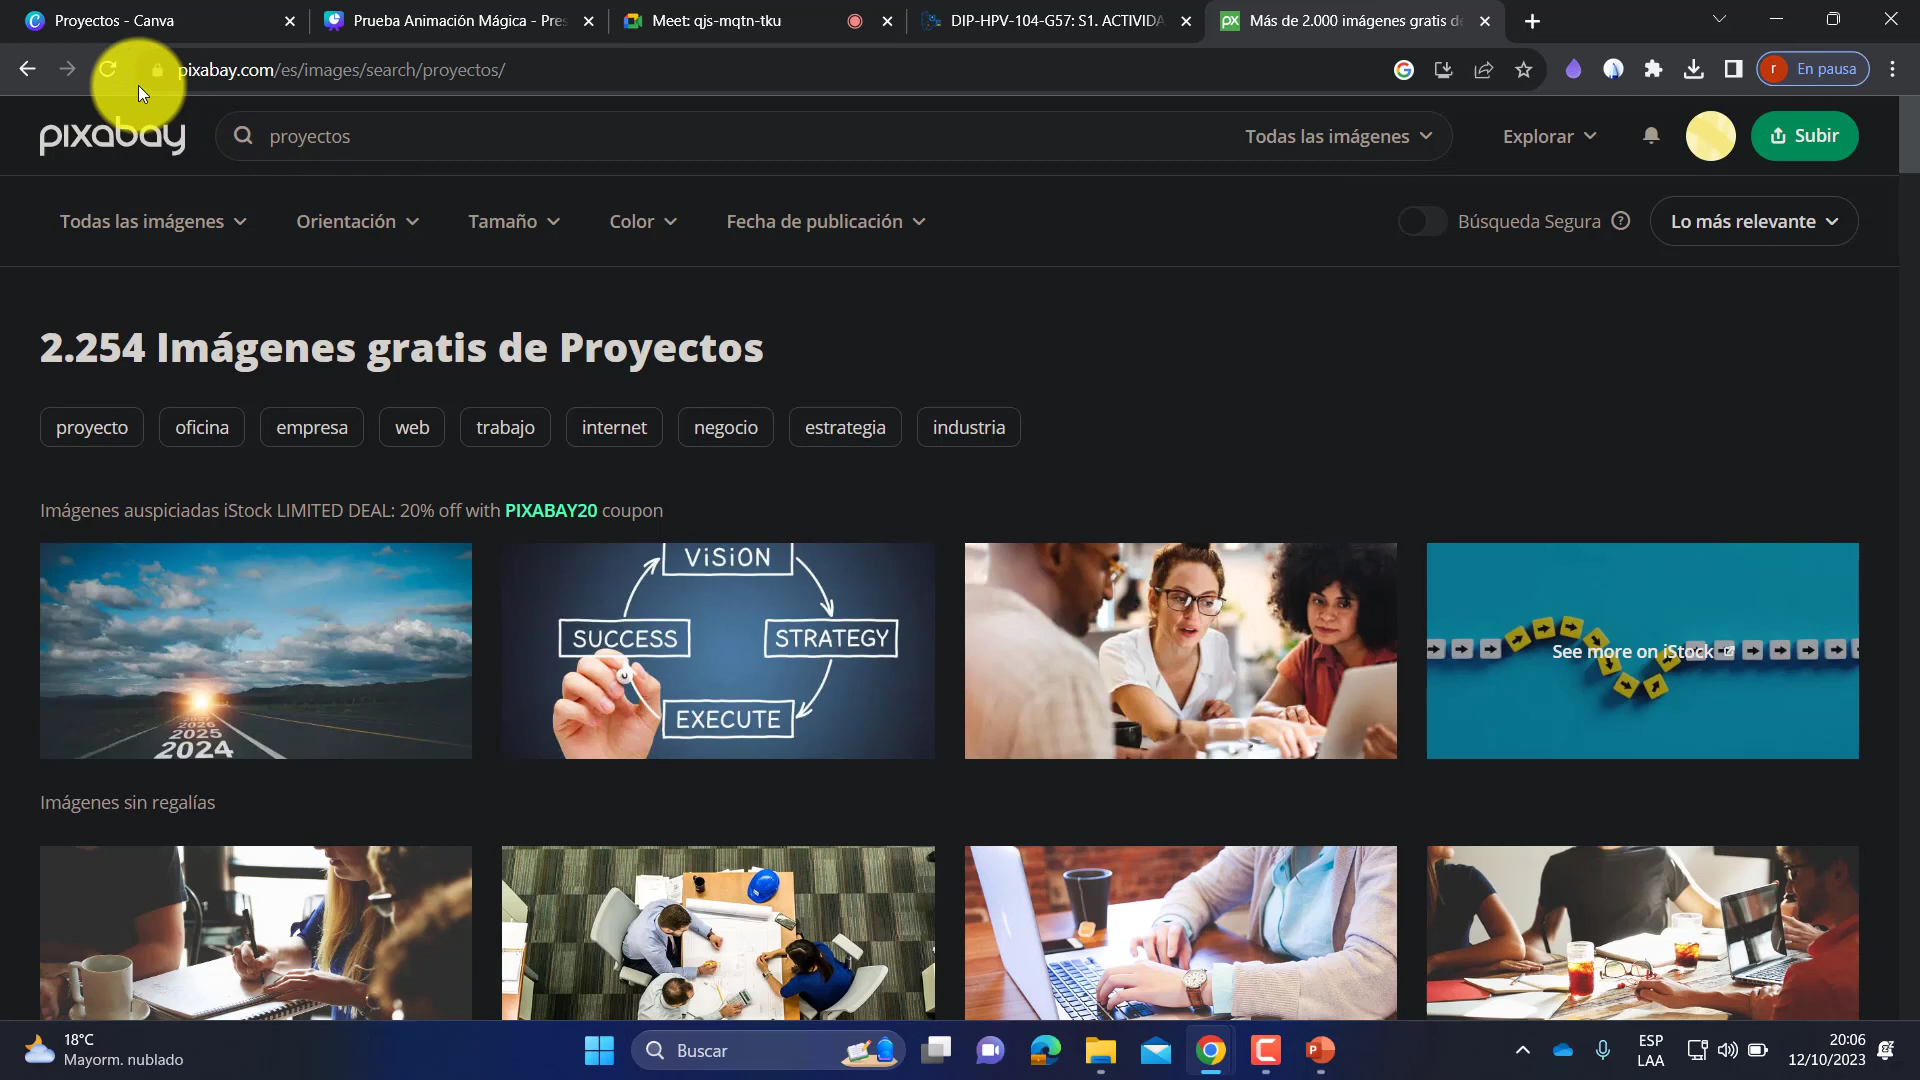 Proyectos - Canva
Prueba Animación Mágica - Pres
Meet: qjs-mqtn-tku
DIP-HPV-104-G57: S1. ACTIVIDA
Más de 2.000 imágenes gratis de
pixabay.com/es/images/search/proyectos/
r En pausa
pixabay
proyectos
Todas las imágenes
Explorar
Subir
Todas las imágenes
Orientación
Tamaño
Color
Fecha de publicación
Búsqueda Segura ?
Lo más relevante
2.254 Imágenes gratis de Proyectos
proyecto
oficina
empresa
web
trabajo
internet
negocio
estrategia
industria
Imágenes auspiciadas iStock LIMITED DEAL: 20% off with PIXABAY20 coupon
2026
2025
2024
VISION
SUCCESS
STRATEGY
EXECUTE
See more on iStock
Imágenes sin regalías
18°C
Mayorm. nublado
Buscar
ESP
LAA
20:06
12/10/2023